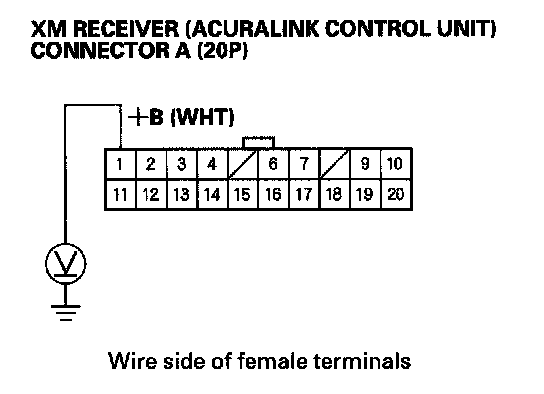 XM RECEIVER (ACURALINK CONTROL UNIT)
CONNECTOR A (20P)
+B (WHT)
1 2 3 4 6 7 9 10
11 12 13 14 15 16 17 18 19 20
V
Wire side of female terminals